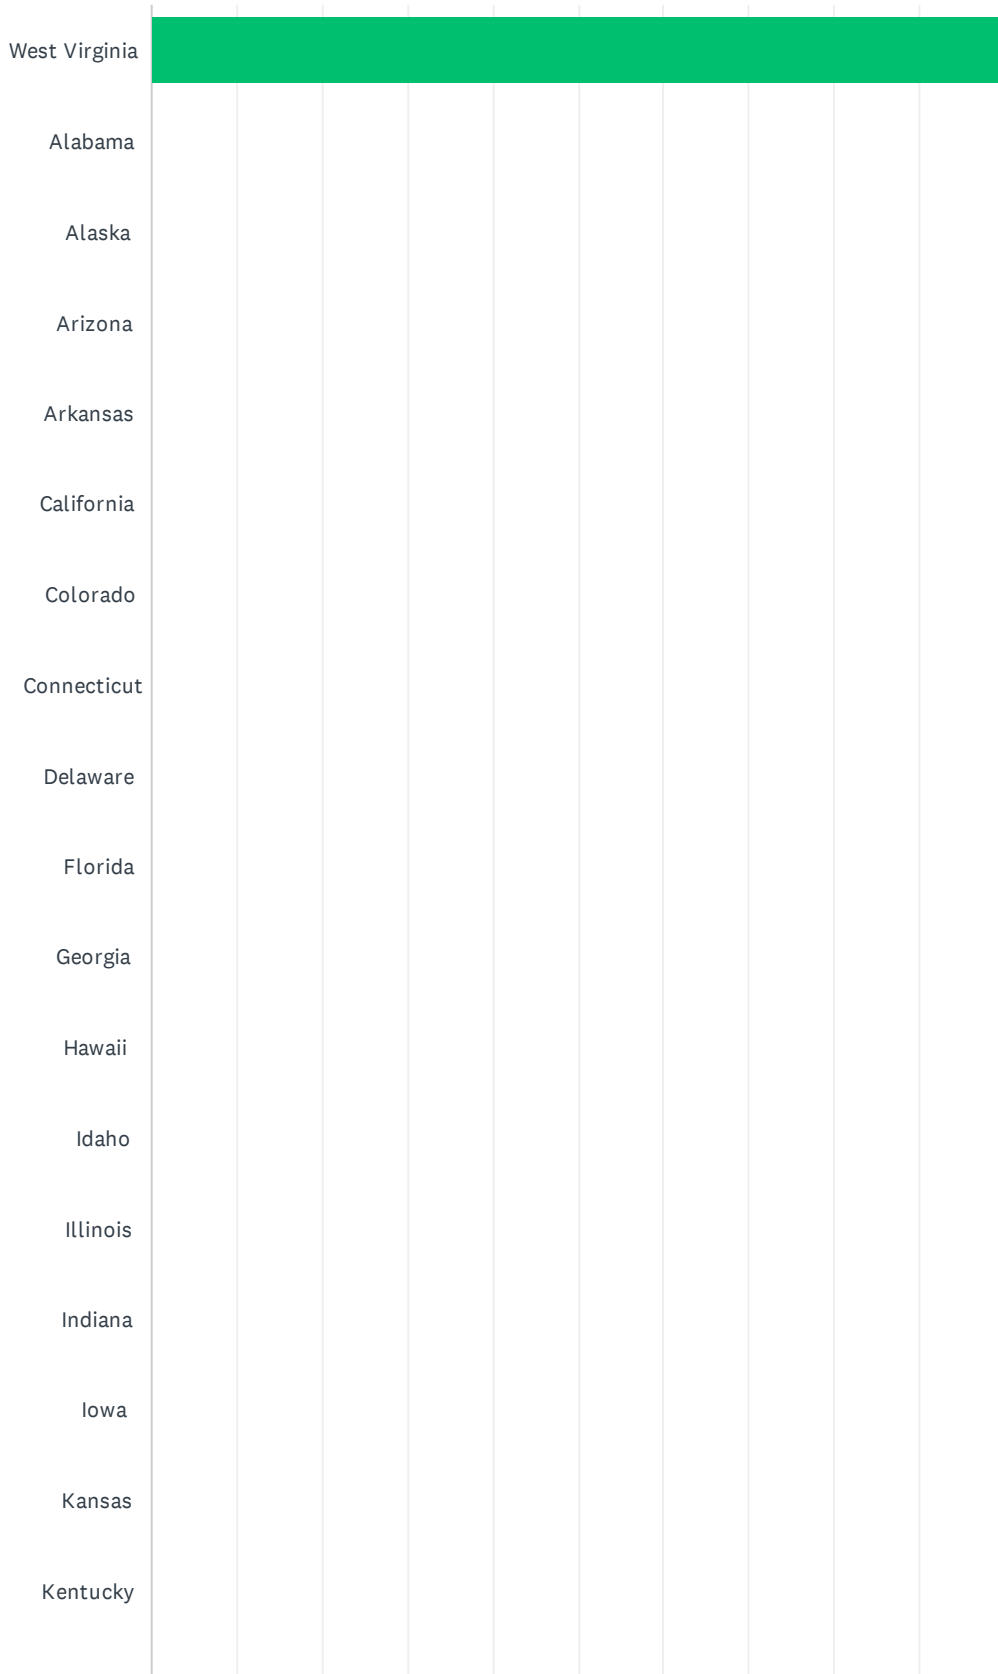 West Virginia
Alabama
Alaska
Arizona
Arkansas
California
Colorado
Connecticut
Delaware
Florida
Georgia
Hawaii
Idaho
Illinois
Indiana
Iowa
Kansas
Kentucky